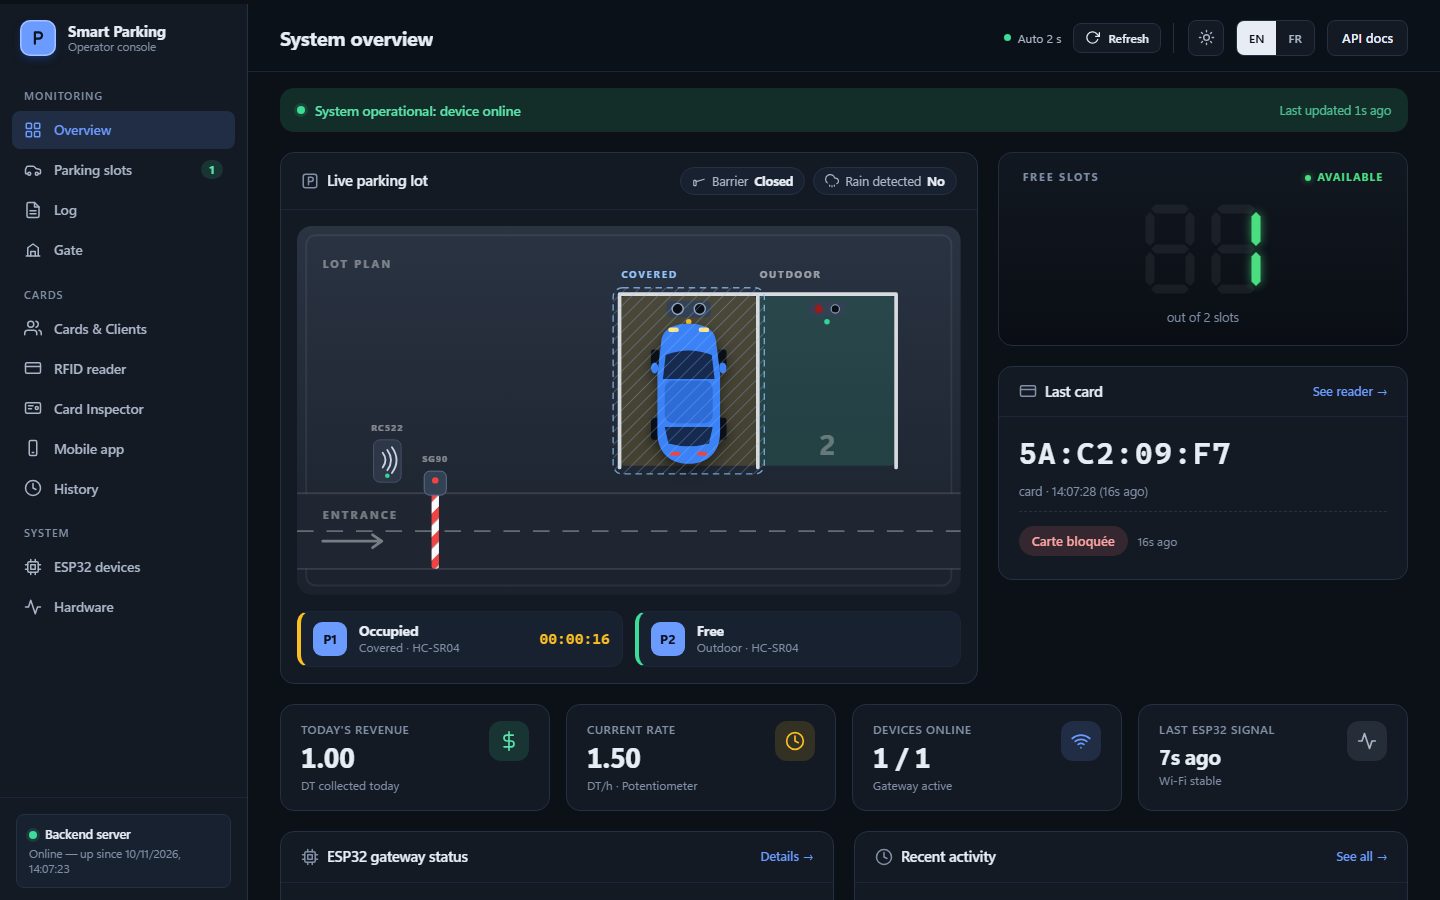 P
Smart Parking
Operator console
MONITORING
Overview
Parking slots
1
Log
Gate
CARDS
Cards & Clients
RFID reader
Card Inspector
Mobile app
History
SYSTEM
ESP32 devices
Hardware
Backend server
Online — up since 10/11/2026,
14:07:23
System overview
Auto 2 s
Refresh
EN
FR
API docs
System operational: device online
Last updated 1s ago
P
Live parking lot
Barrier Closed
Rain detected No
LOT PLAN
COVERED
OUTDOOR
2
RC522
SG90
ENTRANCE
P1
Occupied
Covered · HC-SR04
00:00:16
P2
Free
Outdoor · HC-SR04
FREE SLOTS
AVAILABLE
1
out of 2 slots
Last card
See reader →
5A:C2:09:F7
card · 14:07:28 (16s ago)
Carte bloquée
16s ago
TODAY'S REVENUE
1.00
DT collected today
$
CURRENT RATE
1.50
DT/h · Potentiometer
DEVICES ONLINE
1 / 1
Gateway active
LAST ESP32 SIGNAL
7s ago
Wi-Fi stable
ESP32 gateway status
Details →
Recent activity
See all →